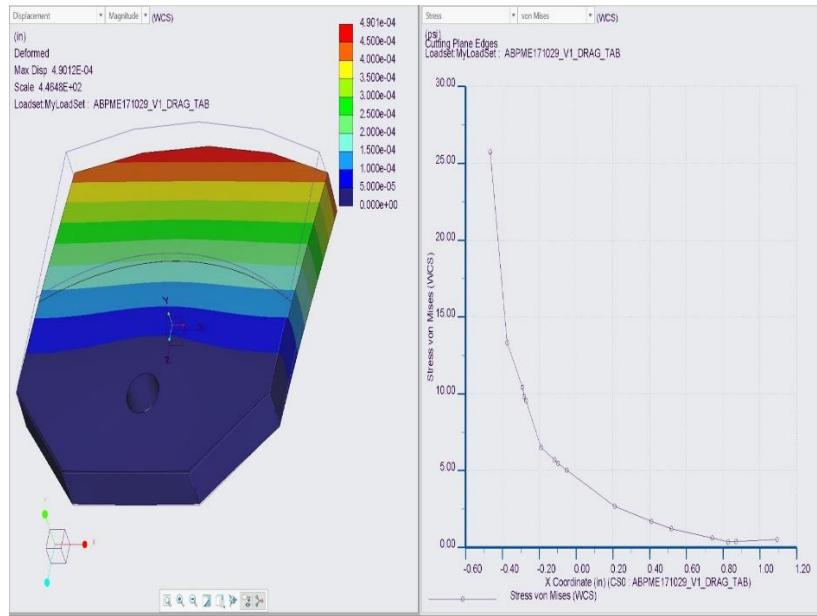 Displacement Magnitude (WCS)
(in)
Deformed
Max Disp 4.9012E-04
Scale 4.4648E+02
Loadset:MyLoadSet : ABPME171029_V1_DRAG_TAB
4.901e-04
4.500e-04
4.000e-04
3.500e-04
3.000e-04
2.500e-04
2.000e-04
1.500e-04
1.000e-04
5.000e-05
0.000e+00
Y
X
Z
X
Stress von Mises (WCS)
(psi)
Cutting Plane Edges
Loadset:MyLoadSet : ABPME171029_V1_DRAG_TAB
30.00
25.00
20.00
15.00
10.00
5.00
0.00
Stress von Mises (WCS)
-0.60 -0.40 -0.20 0.00 0.20 0.40 0.60 0.80 1.00 1.20
X Coordinate (in) (CS0 : ABPME171029_V1_DRAG_TAB)
Stress von Mises (WCS)